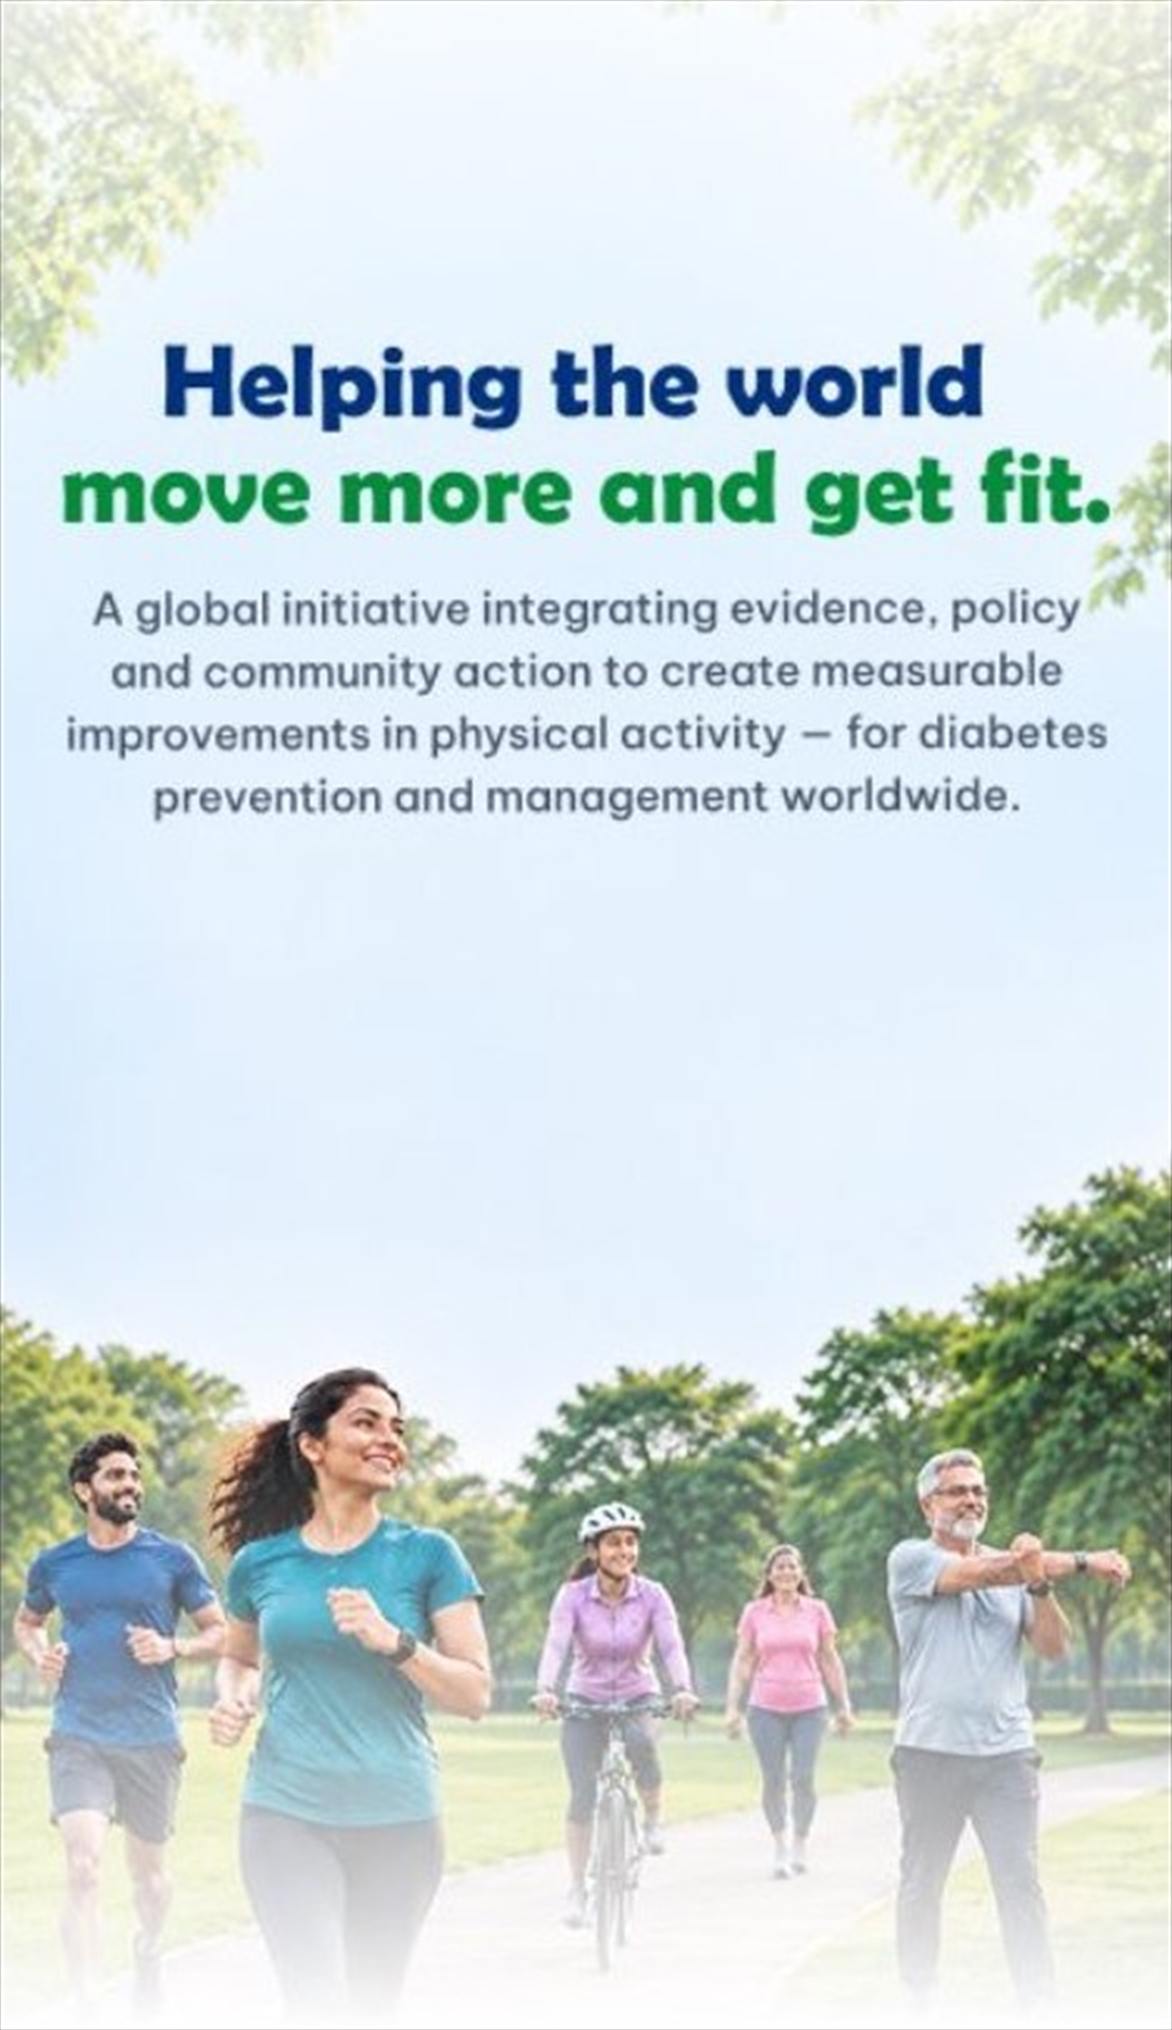 Helping the world
move more and get fit.
A global initiative integrating evidence, policy
and community action to create measurable
improvements in physical activity – for diabetes
prevention and management worldwide.